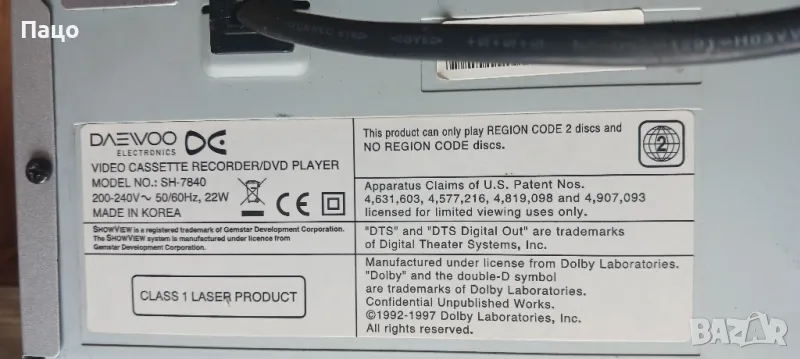 Пацо
DAEWOO
ELECTRONICS
VIDEO CASSETTE RECORDER/DVD PLAYER
MODEL NO.: SH-7840
200-240V~ 50/60Hz, 22W
MADE IN KOREA
CE
SHOWVIEW is a registered trademark of Gemstar Development Corporation.
The SHOWVIEW system is manufactured under licence from
Gemstar Development Corporation.
CLASS 1 LASER PRODUCT
This product can only play REGION CODE 2 discs and
NO REGION CODE discs.
2
Apparatus Claims of U.S. Patent Nos.
4,631,603, 4,577,216, 4,819,098 and 4,907,093
licensed for limited viewing uses only.
"DTS" and "DTS Digital Out" are trademarks
of Digital Theater Systems, Inc.
Manufactured under license from Dolby Laboratories.
"Dolby" and the double-D symbol
are trademarks of Dolby Laboratories.
Confidential Unpublished Works.
©1992-1997 Dolby Laboratories, Inc.
All rights reserved.
BAZAR